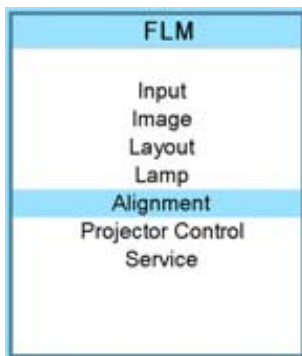 FLM
Input
Image
Layout
Lamp
Alignment
Projector Control
Service